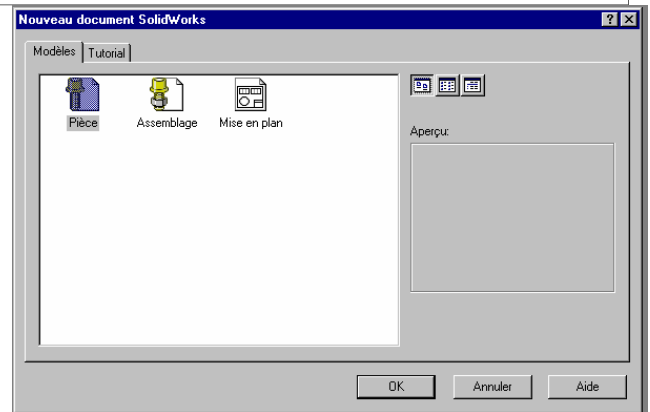 Nouveau document SolidWorks
Modèles Tutorial
Pièce Assemblage Mise en plan
Aperçu:
OK Annuler Aide